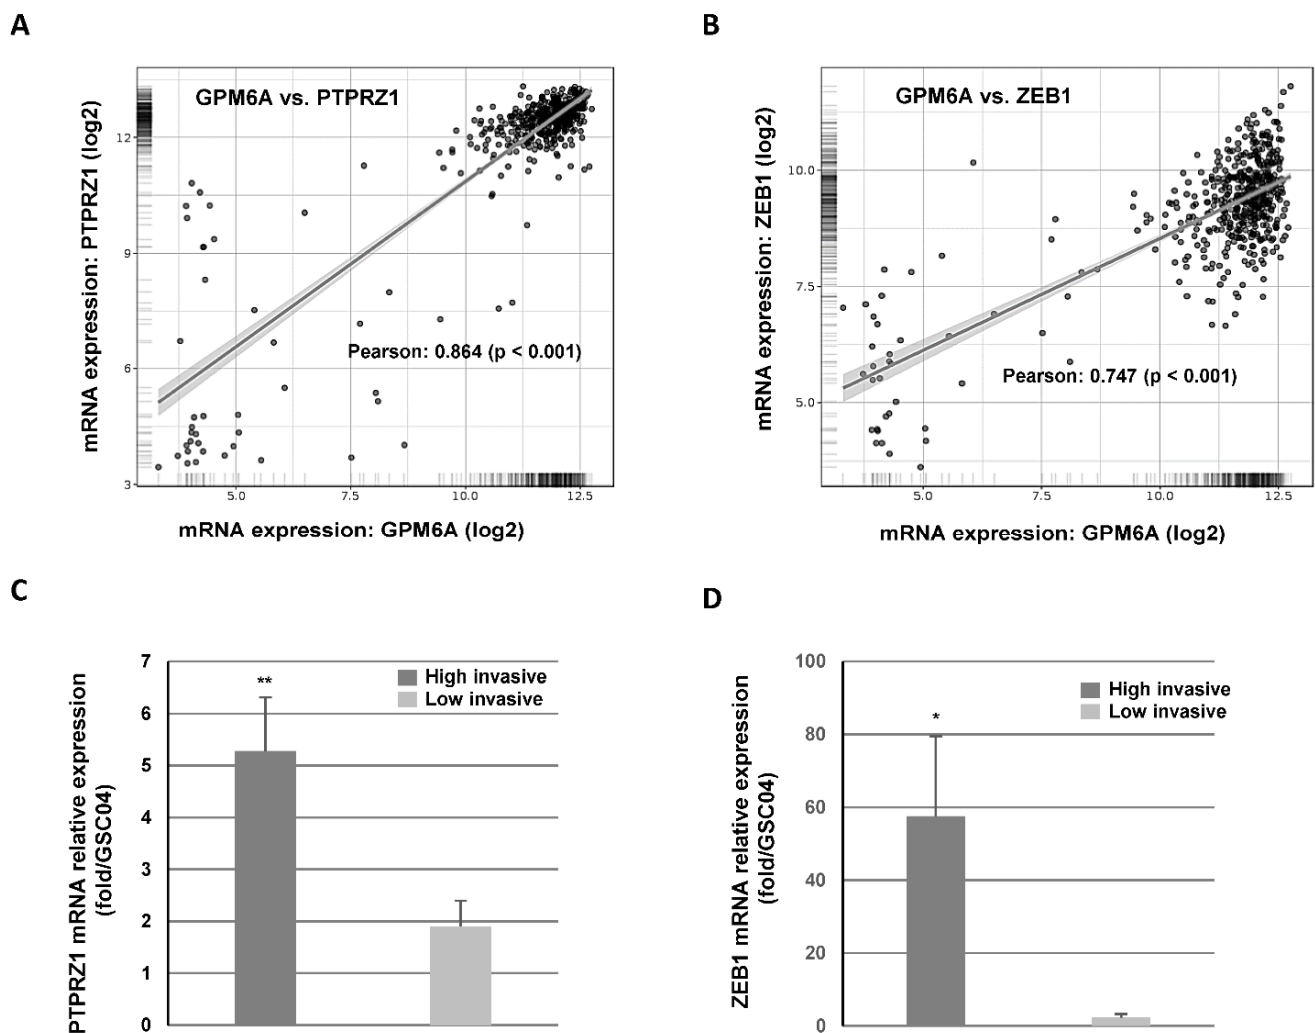 A
GPM6A vs. PTPRZ1
mRNA expression: PTPRZ1 (log2)
12
9
6
3
Pearson: 0.864 (p < 0.001)
5.0 7.5 10.0 12.5
mRNA expression: GPM6A (log2)
B
GPM6A vs. ZEB1
mRNA expression: ZEB1 (log2)
10.0
7.5
5.0
Pearson: 0.747 (p < 0.001)
5.0 7.5 10.0 12.5
mRNA expression: GPM6A (log2)
C
PTPRZ1 mRNA relative expression
(fold/GSC04)
7
6
5
4
3
2
1
0
**
High invasive
Low invasive
D
ZEB1 mRNA relative expression
(fold/GSC04)
100
80
60
40
20
0
*
High invasive
Low invasive